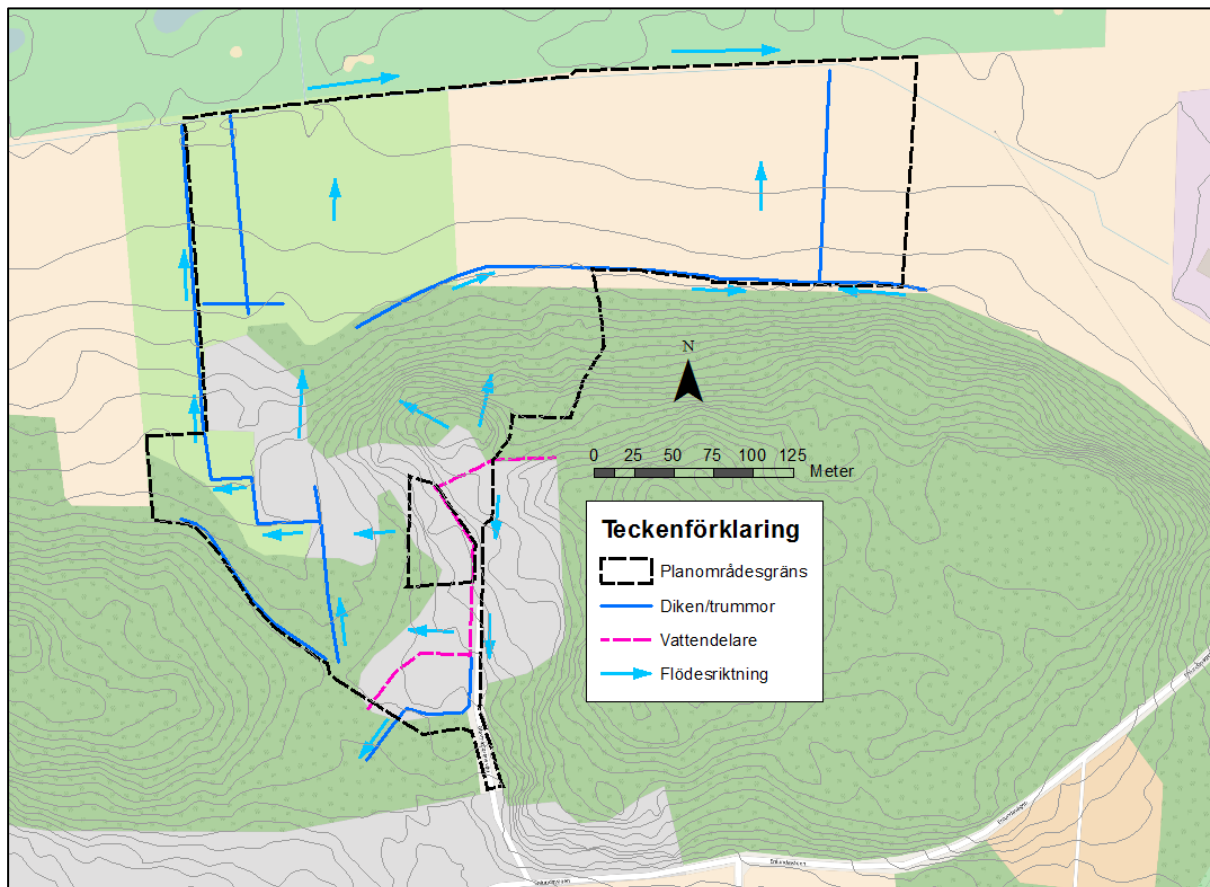 N
0 25 50 75 100 125
Meter
Teckenförklaring
Planområdesgräns
Diken/trummor
Vattendelare
Flödesriktning